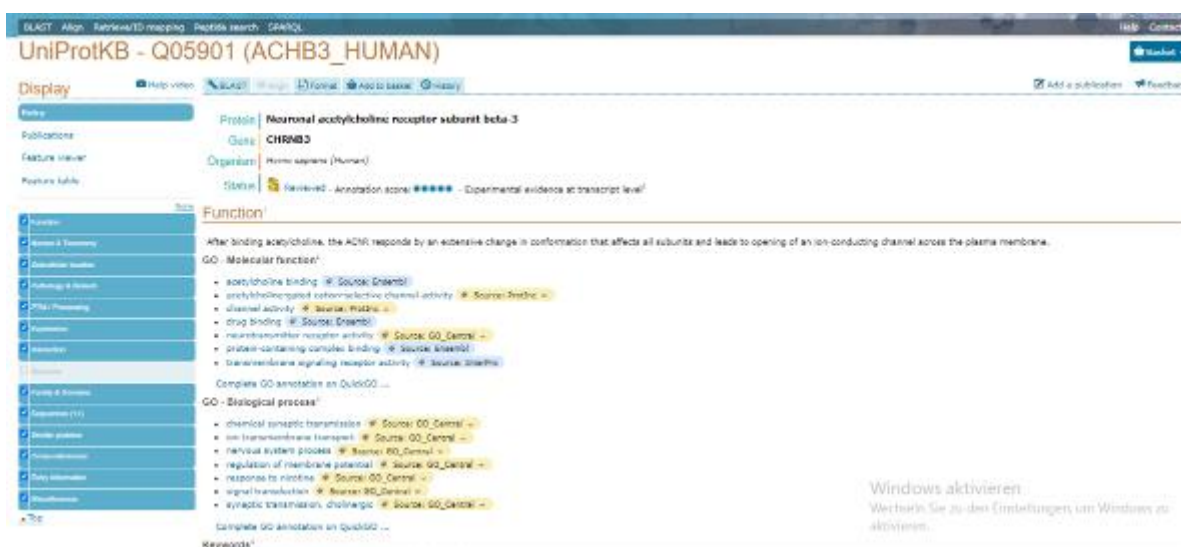 BLAST Align Retrieve/ID mapping Peptide search SPARQL Help Contact
UniProtKB - Q05901 (ACHB3_HUMAN)
Basket
Display Help video BLAST Align Format Add to basket History Add a publication Feedback
Entry
Publications
Feature viewer
Feature table
Protein Neuronal acetylcholine receptor subunit beta-3
Gene CHRNB3
Organism Homo sapiens (Human)
Status Reviewed - Annotation score: - Experimental evidence at transcript level
None
Function
Names & Taxonomy
Subcellular location
Pathology & Biotech
PTM / Processing
Expression
Interaction
Structure
Family & Domains
Sequences (1+)
Similar proteins
Cross-references
Entry information
Miscellaneous
Top
Function
After binding acetylcholine, the AChR responds by an extensive change in conformation that affects all subunits and leads to opening of an ion-conducting channel across the plasma membrane.
GO - Molecular function
acetylcholine binding Source: Ensembl
acetylcholine-gated cation-selective channel activity Source: ProtInc
channel activity Source: ProtInc
drug binding Source: Ensembl
neurotransmitter receptor activity Source: GO_Central
protein-containing complex binding Source: Ensembl
transmembrane signaling receptor activity Source: InterPro
Complete GO annotation on QuickGO ...
GO - Biological process
chemical synaptic transmission Source: GO_Central
ion transmembrane transport Source: GO_Central
nervous system process Source: GO_Central
regulation of membrane potential Source: GO_Central
response to nicotine Source: GO_Central
signal transduction Source: GO_Central
synaptic transmission, cholinergic Source: GO_Central
Complete GO annotation on QuickGO ...
Keywords
Windows aktivieren
Wechseln Sie zu den Einstellungen, um Windows zu
aktivieren.